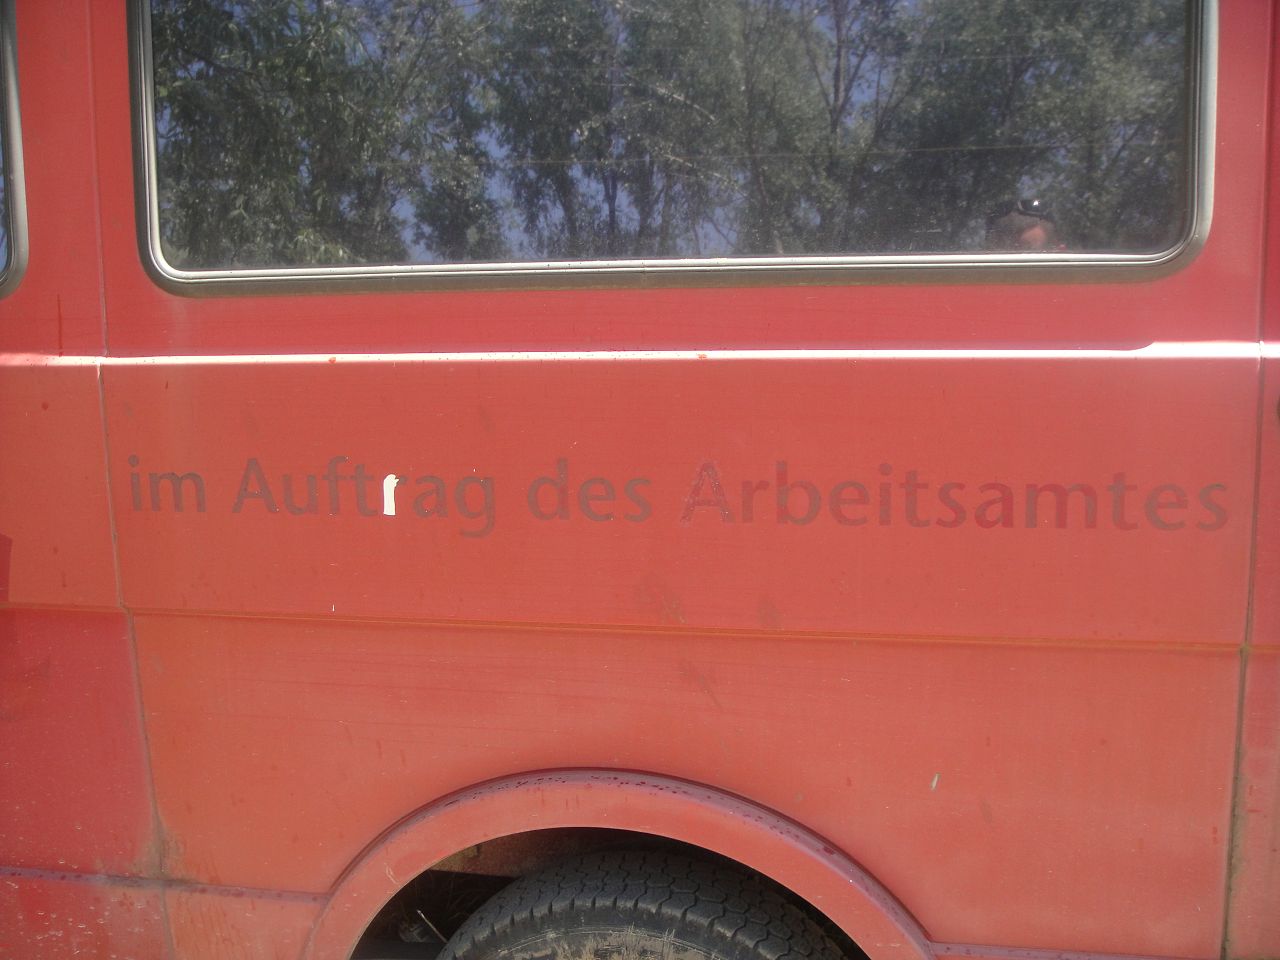 im Auftrag des Arbeitsamtes